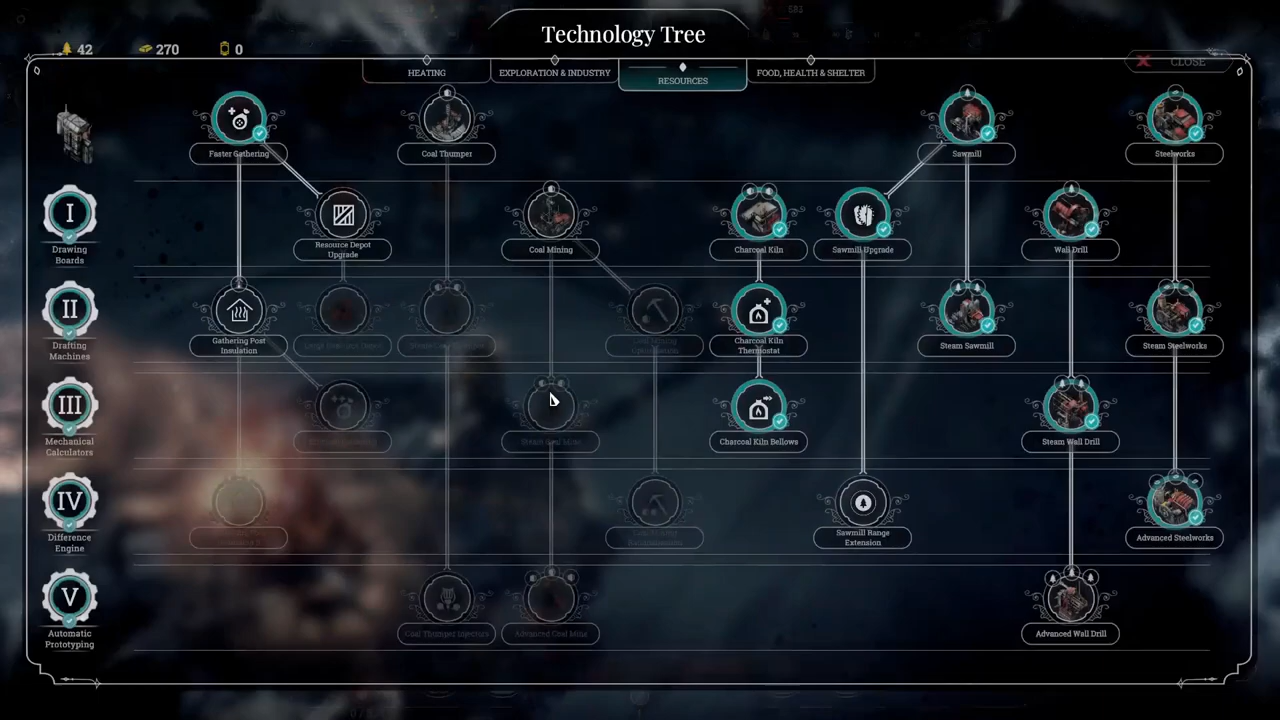 Technology Tree
42
270
0
CLOSE
HEATING
EXPLORATION & INDUSTRY
RESOURCES
FOOD, HEALTH & SHELTER
Faster Gathering
Coal Thumper
Sawmill
Steelworks
I
Drawing
Boards
Resource Depot
Upgrade
Coal Mining
Charcoal Kiln
Sawmill Upgrade
Wall Drill
II
Drafting
Machines
Gathering Post
Insulation
Charcoal Kiln
Thermostat
Steam Sawmill
Steam Steelworks
III
Mechanical
Calculators
Steam Coal Mine
Charcoal Kiln Bellows
Steam Wall Drill
IV
Difference
Engine
Sawmill Range
Extension
Advanced Steelworks
V
Automatic
Prototyping
Coal Thumper Injectors
Advanced Coal Mine
Advanced Wall Drill